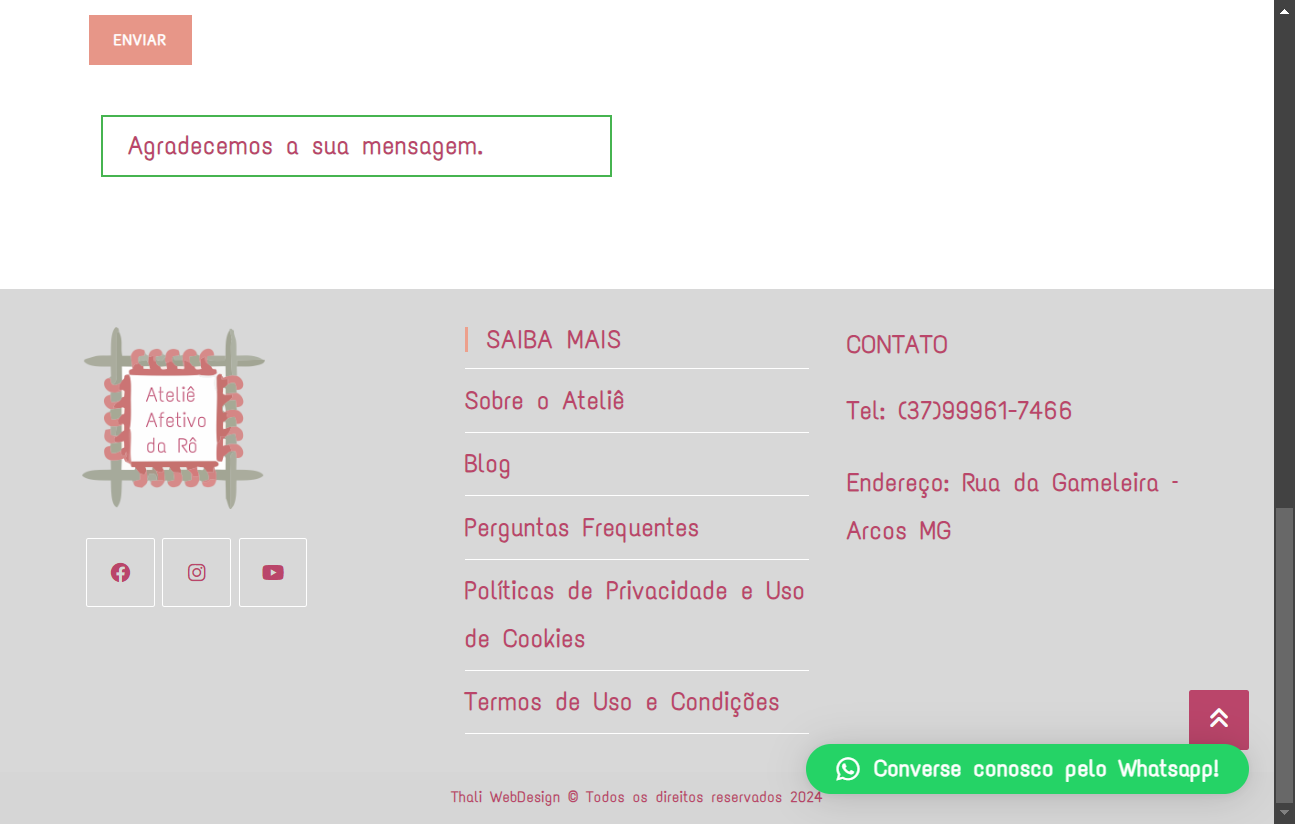 ENVIAR
Agradecemos a sua mensagem.
Ateliê
Afetivo
da Rô
SAIBA MAIS
Sobre o Ateliê
Blog
Perguntas Frequentes
Políticas de Privacidade e Uso
de Cookies
Termos de Uso e Condições
CONTATO
Tel: (37)99961-7466
Endereço: Rua da Gameleira -
Arcos MG
Converse conosco pelo Whatsapp!
Thali WebDesign © Todos os direitos reservados 2024